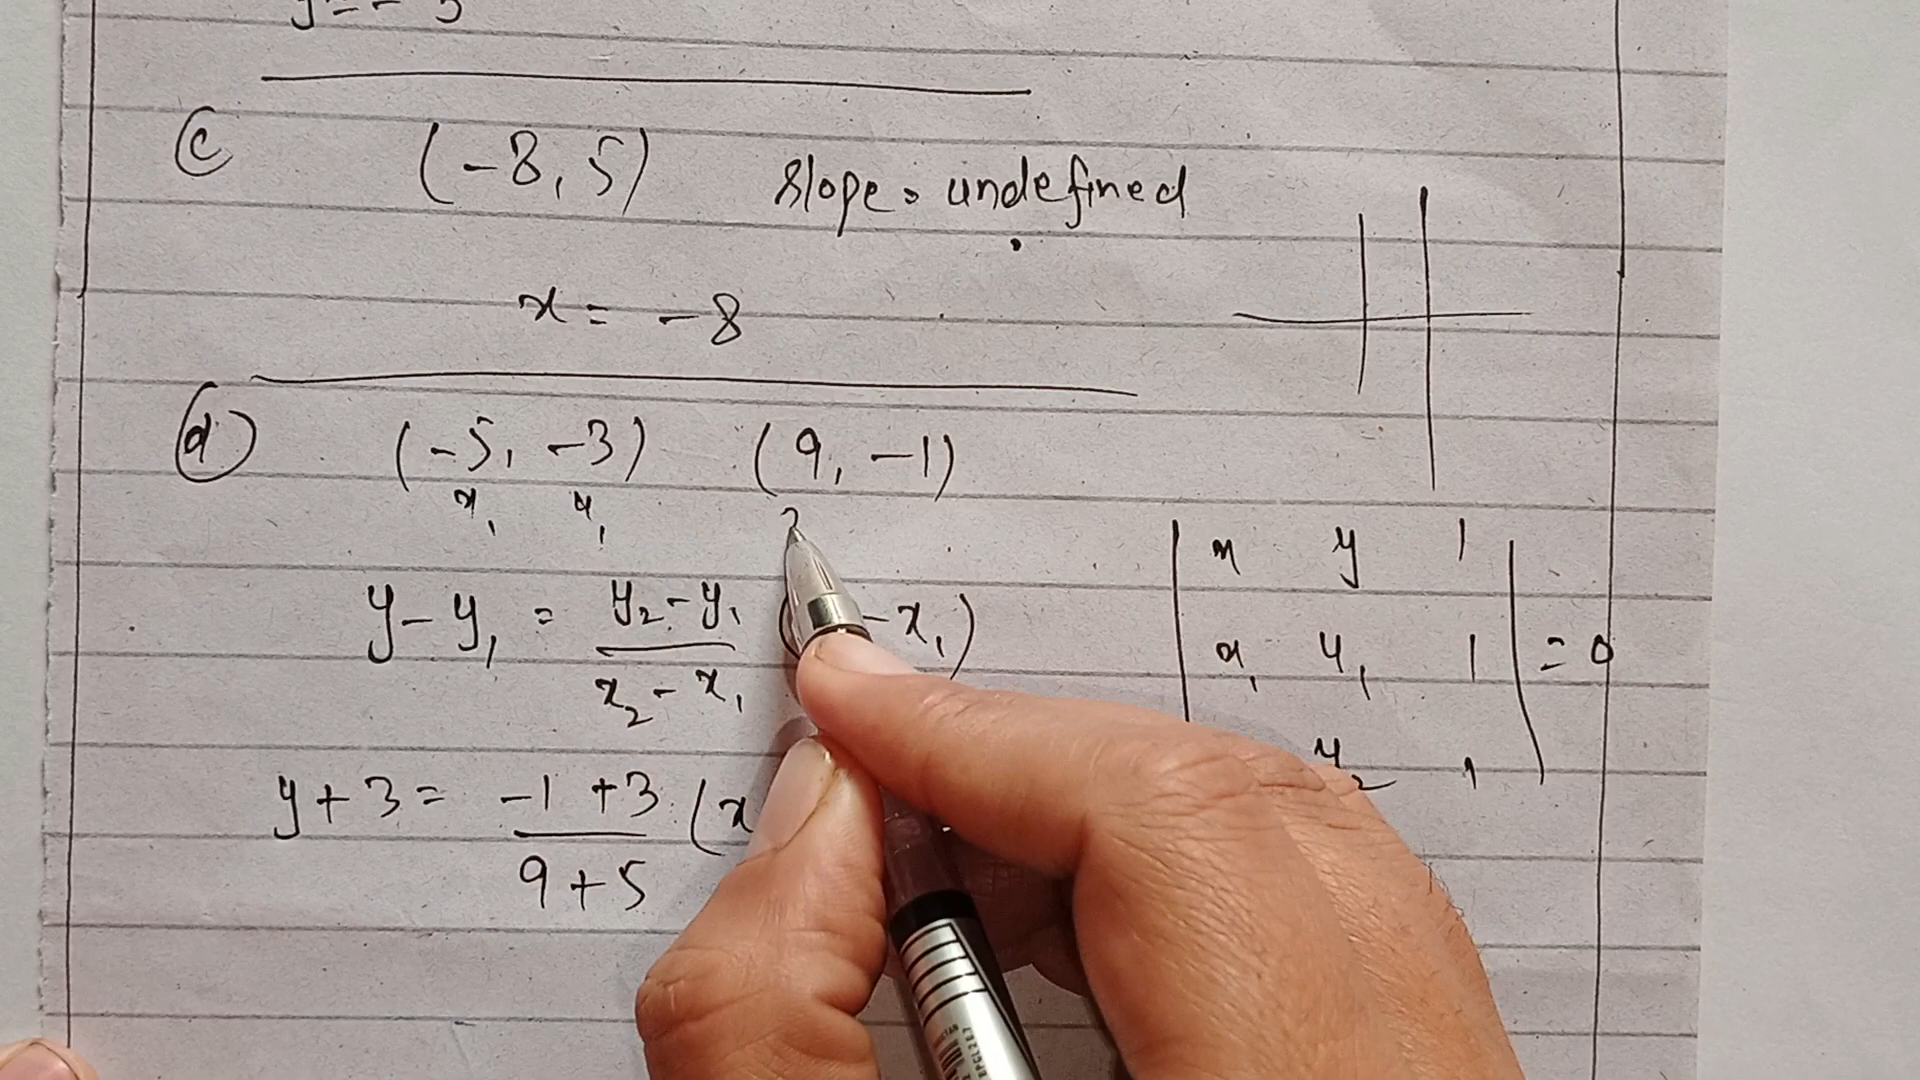 y = - 5
(c) (-8, 5) slope = undefined
x = -8
(d) (-5, -3) (9, -1)
x₁ y₁
y - y₁ = y₂ - y₁ / x₂ - x₁ ( - x₁)
y + 3 = -1 + 3 / 9 + 5 (x
| x y 1 |
| x₁ y₁ 1 | = 0
y₂ 1